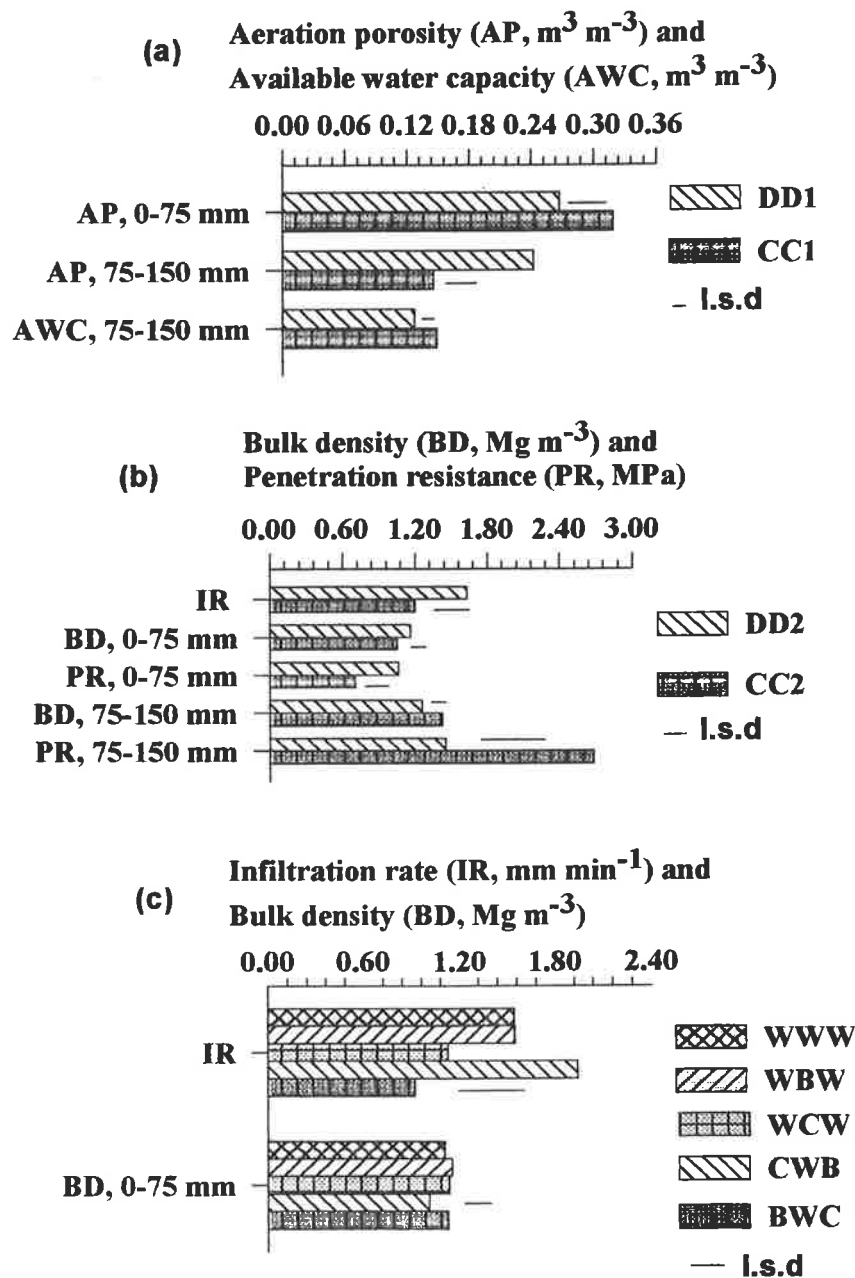 (a) Aeration porosity (AP, m³ m⁻³) and
Available water capacity (AWC, m³ m⁻³)
0.00 0.06 0.12 0.18 0.24 0.30 0.36
AP, 0-75 mm
AP, 75-150 mm
AWC, 75-150 mm
DD1
CC1
l.s.d
(b) Bulk density (BD, Mg m⁻³) and
Penetration resistance (PR, MPa)
0.00 0.60 1.20 1.80 2.40 3.00
IR
BD, 0-75 mm
PR, 0-75 mm
BD, 75-150 mm
PR, 75-150 mm
DD2
CC2
l.s.d
(c) Infiltration rate (IR, mm min⁻¹) and
Bulk density (BD, Mg m⁻³)
0.00 0.60 1.20 1.80 2.40
IR
BD, 0-75 mm
WWW
WBW
WCW
CWB
BWC
l.s.d